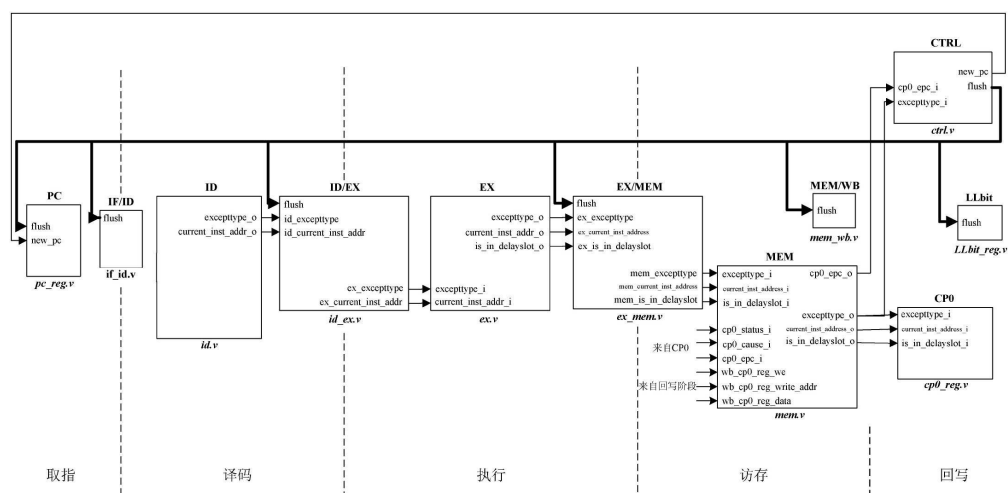 CTRL
new_pc
cp0_epc_i
flush
excepttype_i
ctrl.v
PC
flush
new_pc
pc_reg.v
IF/ID
flush
if_id.v
ID
excepttype_o
current_inst_addr_o
id.v
ID/EX
flush
id_excepttype
id_current_inst_addr
ex_excepttype
ex_current_inst_addr
id_ex.v
EX
excepttype_o
current_inst_addr_o
is_in_delayslot_o
excepttype_i
current_inst_addr_i
ex.v
EX/MEM
flush
ex_excepttype
ex_current_inst_address
ex_is_in_delayslot
mem_excepttype
mem_current_inst_address
mem_is_in_delayslot
ex_mem.v
MEM/WB
flush
mem_wb.v
LLbit
flush
LLbit_reg.v
MEM
excepttype_i
cp0_epc_o
current_inst_address_i
is_in_delayslot_i
excepttype_o
current_inst_address_o
is_in_delayslot_o
来自CP0
cp0_status_i
cp0_cause_i
cp0_epc_i
来自回写阶段
wb_cp0_reg_we
wb_cp0_reg_write_addr
wb_cp0_reg_data
mem.v
CP0
excepttype_i
current_inst_address_i
is_in_delayslot_i
cp0_reg.v
取指
译码
执行
访存
回写